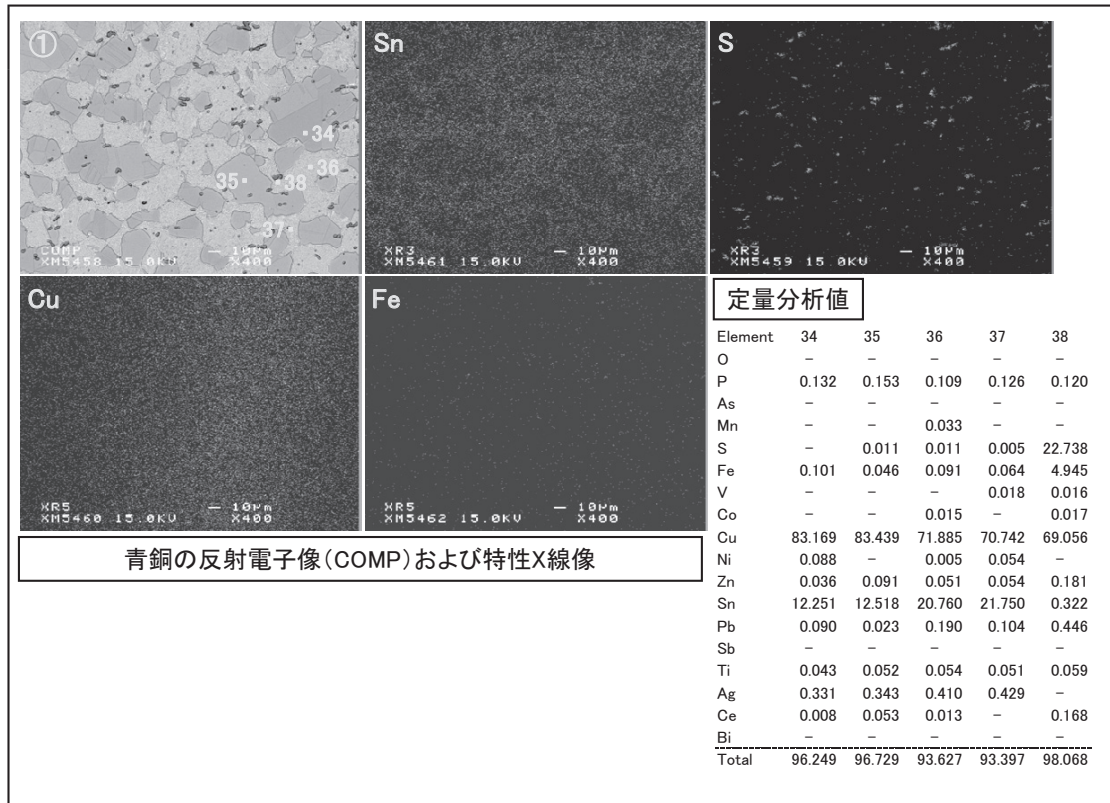 ①
34
36
35
38
37
COMP
XM5458 15.0KV X400 10μm
Sn
XR3
XM5461 15.0KV X400 10μm
S
XR3
XM5459 15.0KV X400 10μm
Cu
XR5
XM5460 15.0KV X400 10μm
Fe
XR5
XM5462 15.0KV X400 10μm
青銅の反射電子像(COMP)および特性X線像
定量分析値
Element 34 35 36 37 38
O － － － － －
P 0.132 0.153 0.109 0.126 0.120
As － － － － －
Mn － － 0.033 － －
S － 0.011 0.011 0.005 22.738
Fe 0.101 0.046 0.091 0.064 4.945
V － － － 0.018 0.016
Co － － 0.015 － 0.017
Cu 83.169 83.439 71.885 70.742 69.056
Ni 0.088 － 0.005 0.054 －
Zn 0.036 0.091 0.051 0.054 0.181
Sn 12.251 12.518 20.760 21.750 0.322
Pb 0.090 0.023 0.190 0.104 0.446
Sb － － － － －
Ti 0.043 0.052 0.054 0.051 0.059
Ag 0.331 0.343 0.410 0.429 －
Ce 0.008 0.053 0.013 － 0.168
Bi － － － － －
Total 96.249 96.729 93.627 93.397 98.068